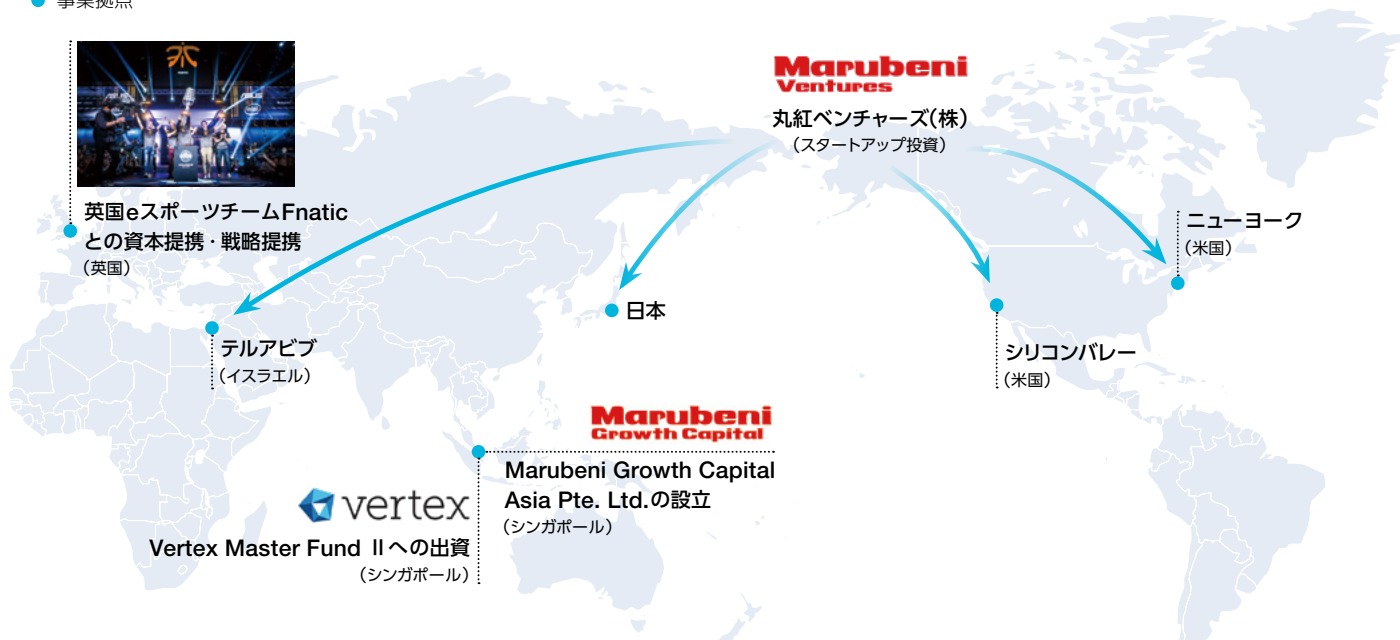 事業拠点
Marubeni
Ventures
丸紅ベンチャーズ(株)
(スタートアップ投資)
英国eスポーツチームFnatic
との資本提携・戦略提携
(英国)
ニューヨーク
(米国)
日本
テルアビブ
(イスラエル)
シリコンバレー
(米国)
Marubeni
Growth Capital
Marubeni Growth Capital
Asia Pte. Ltd.の設立
(シンガポール)
vertex
Vertex Master Fund Ⅱへの出資
(シンガポール)